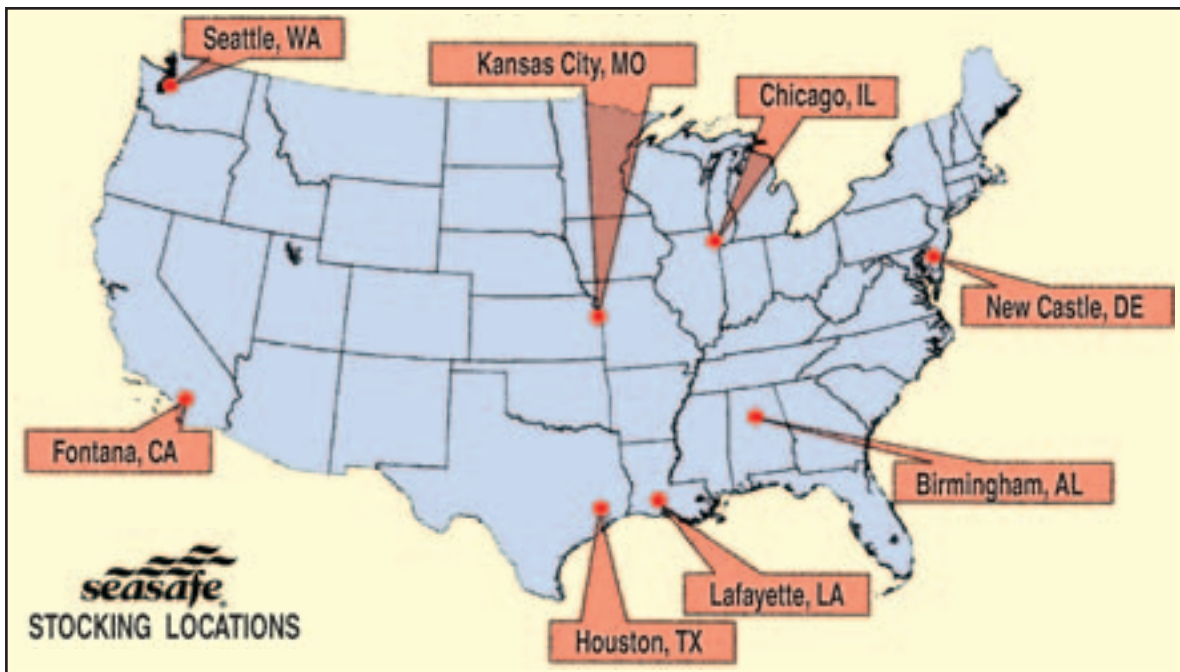 Seattle, WA
Kansas City, MO
Chicago, IL
New Castle, DE
Fontana, CA
Birmingham, AL
Lafayette, LA
Houston, TX
seasafe
STOCKING LOCATIONS